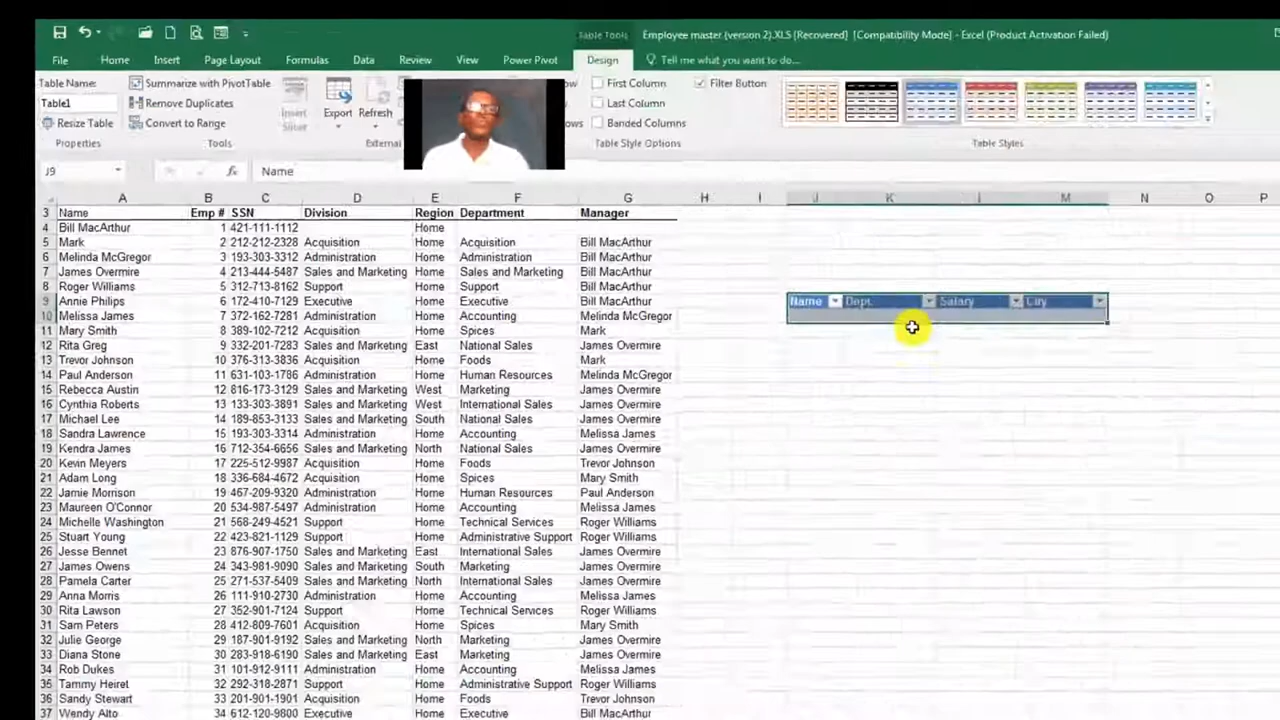 Table Tools Employee master (version 2).XLS [Recovered] [Compatibility Mode] - Excel (Product Activation Failed)
File Home Insert Page Layout Formulas Data Review View Power Pivot Design Tell me what you want to do...
Table Name: Summarize with PivotTable First Column Filter Button
Table1 Remove Duplicates Insert Slicer Export Refresh Last Column
Resize Table Convert to Range Banded Columns
Properties Tools External Table Style Options Table Styles
J9 fx Name
A B C D E F G H I J K M N O P
3 Name Emp # SSN Division Region Department Manager
4 Bill MacArthur 1 421-111-1112 Home
5 Mark 2 212-212-2328 Acquisition Home Acquisition Bill MacArthur
6 Melinda McGregor 3 193-303-3312 Administration Home Administration Bill MacArthur
7 James Overmire 4 213-444-5487 Sales and Marketing Home Sales and Marketing Bill MacArthur
8 Roger Williams 5 312-713-8162 Support Home Support Bill MacArthur
9 Annie Philips 6 172-410-7129 Executive Home Executive Bill MacArthur Name Dept. Salary City
10 Melissa James 7 372-162-7281 Administration Home Accounting Melinda McGregor
11 Mary Smith 8 389-102-7212 Acquisition Home Spices Mark
12 Rita Greg 9 332-201-7283 Sales and Marketing East National Sales James Overmire
13 Trevor Johnson 10 376-313-3836 Acquisition Home Foods Mark
14 Paul Anderson 11 631-103-1786 Administration Home Human Resources Melinda McGregor
15 Rebecca Austin 12 816-173-3129 Sales and Marketing West Marketing James Overmire
16 Cynthia Roberts 13 133-303-3891 Sales and Marketing West International Sales James Overmire
17 Michael Lee 14 189-853-3133 Sales and Marketing South National Sales James Overmire
18 Sandra Lawrence 15 193-303-3314 Administration Home Accounting Melissa James
19 Kendra James 16 712-354-6656 Sales and Marketing North National Sales James Overmire
20 Kevin Meyers 17 225-512-9987 Acquisition Home Foods Trevor Johnson
21 Adam Long 18 336-684-4672 Acquisition Home Spices Mary Smith
22 Jamie Morrison 19 467-209-9320 Administration Home Human Resources Paul Anderson
23 Maureen O'Connor 20 534-987-5497 Administration Home Accounting Melissa James
24 Michelle Washington 21 568-249-4521 Support Home Technical Services Roger Williams
25 Stuart Young 22 423-821-1129 Support Home Administrative Support Roger Williams
26 Jesse Bennet 23 876-907-1750 Sales and Marketing East International Sales James Overmire
27 James Owens 24 343-981-9090 Sales and Marketing South Marketing James Overmire
28 Pamela Carter 25 271-537-5409 Sales and Marketing North International Sales James Overmire
29 Anna Morris 26 111-910-2730 Administration Home Accounting Melissa James
30 Rita Lawson 27 352-901-7124 Support Home Technical Services Roger Williams
31 Sam Peters 28 412-809-7601 Acquisition Home Spices Mary Smith
32 Julie George 29 187-901-9192 Sales and Marketing North Marketing James Overmire
33 Diana Stone 30 283-918-6190 Sales and Marketing East Marketing James Overmire
34 Rob Dukes 31 101-912-9111 Administration Home Accounting Melissa James
35 Tammy Heiret 32 292-318-2871 Support Home Administrative Support Roger Williams
36 Sandy Stewart 33 201-901-1901 Acquisition Home Foods Trevor Johnson
37 Wendy Alto 34 612-120-9800 Executive Home Executive Bill MacArthur